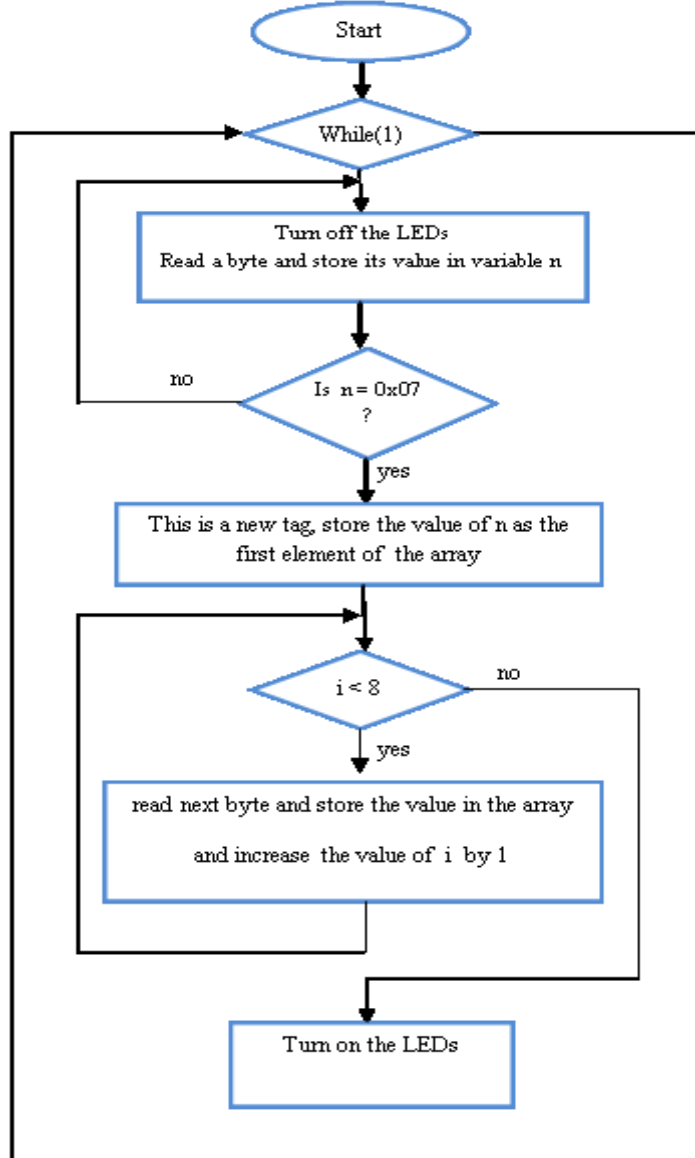 Start
While(1)
Turn off the LEDs
Read a byte and store its value in variable n
no
Is n = 0x07
?
yes
This is a new tag, store the value of n as the
first element of the array
i < 8
no
yes
read next byte and store the value in the array
and increase the value of i by 1
Turn on the LEDs